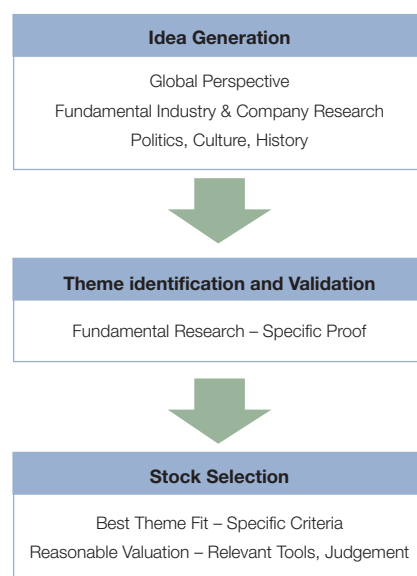 Idea Generation
Global Perspective
Fundamental Industry & Company Research
Politics, Culture, History
Theme identification and Validation
Fundamental Research – Specific Proof
Stock Selection
Best Theme Fit – Specific Criteria
Reasonable Valuation – Relevant Tools, Judgement